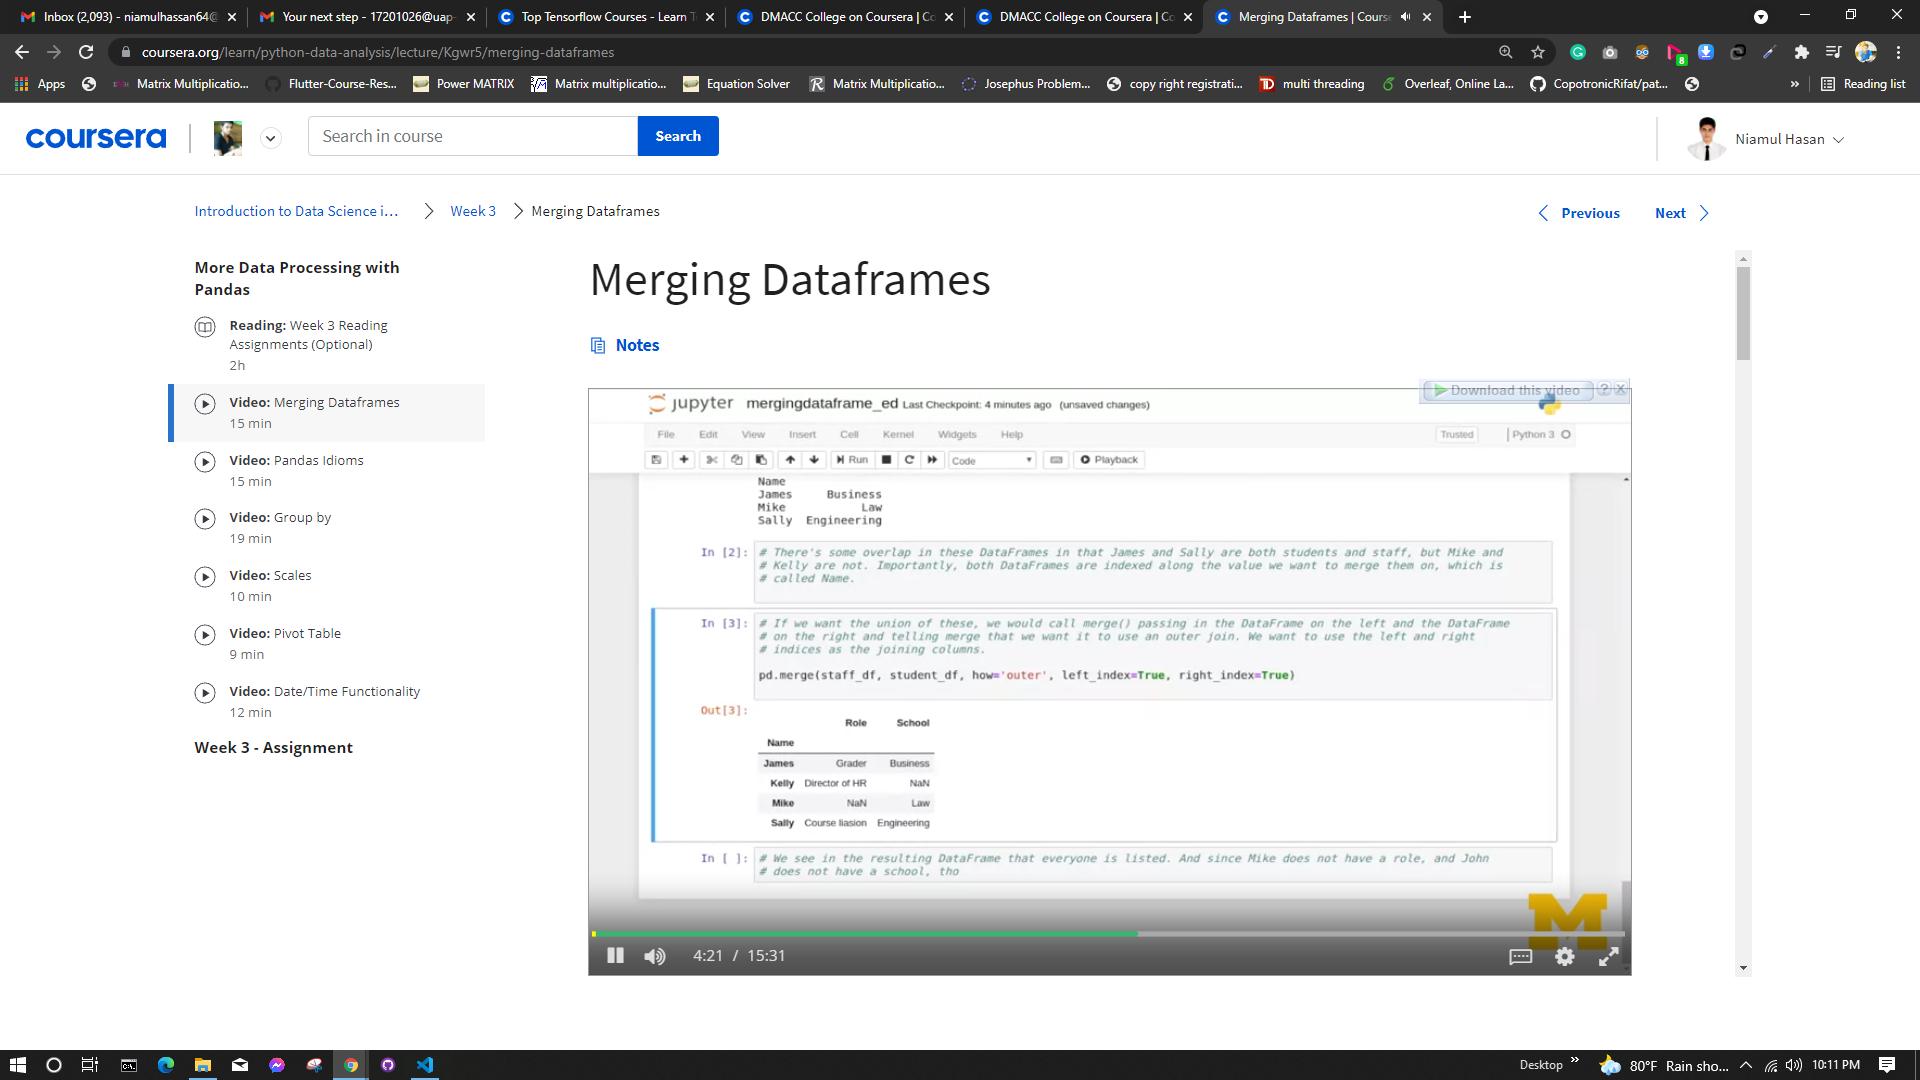 Inbox (2,093) - niamulhassan64@
Your next step - 17201026@uap-
Top Tensorflow Courses - Learn T
DMACC College on Coursera | Co
DMACC College on Coursera | Co
Merging Dataframes | Course
coursera.org/learn/python-data-analysis/lecture/Kgwr5/merging-dataframes
8
Apps
Matrix Multiplicatio...
Flutter-Course-Res...
Power MATRIX
Matrix multiplicatio...
Equation Solver
Matrix Multiplicatio...
Josephus Problem...
copy right registrati...
multi threading
Overleaf, Online La...
CopotronicRifat/pat...
»
Reading list
coursera
Search in course
Search
Niamul Hasan
Introduction to Data Science i...
Week 3
Merging Dataframes
Previous
Next
More Data Processing with
Pandas
Reading: Week 3 Reading
Assignments (Optional)
2h
Video: Merging Dataframes
15 min
Video: Pandas Idioms
15 min
Video: Group by
19 min
Video: Scales
10 min
Video: Pivot Table
9 min
Video: Date/Time Functionality
12 min
Week 3 - Assignment
Merging Dataframes
Notes
Download this video ? X
jupyter mergingdataframe_ed Last Checkpoint: 4 minutes ago (unsaved changes)
File Edit View Insert Cell Kernel Widgets Help
Trusted | Python 3
Run Code Playback
Name
James Business
Mike Law
Sally Engineering
In [2]: # There's some overlap in these DataFrames in that James and Sally are both students and staff, but Mike and
# Kelly are not. Importantly, both DataFrames are indexed along the value we want to merge them on, which is
# called Name.
In [3]: # If we want the union of these, we would call merge() passing in the DataFrame on the left and the DataFrame
# on the right and telling merge that we want it to use an outer join. We want to use the left and right
# indices as the joining columns.
pd.merge(staff_df, student_df, how='outer', left_index=True, right_index=True)
Out[3]:
Role School
Name
James Grader Business
Kelly Director of HR NaN
Mike NaN Law
Sally Course liasion Engineering
In [ ]: # We see in the resulting DataFrame that everyone is listed. And since Mike does not have a role, and John
# does not have a school, tho
M
4:21 / 15:31
Desktop »
80°F Rain sho...
10:11 PM